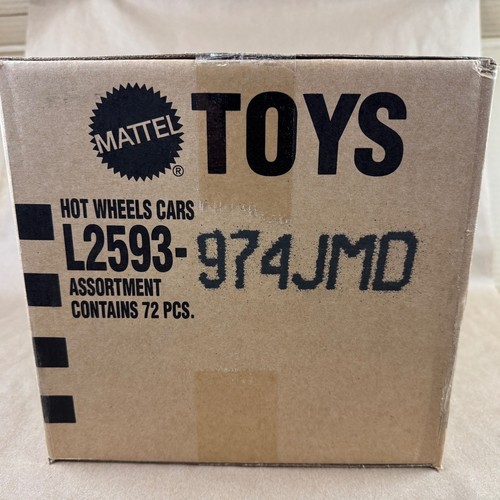 MATTEL ® TOYS
HOT WHEELS CARS
L2593-974JMD
ASSORTMENT
CONTAINS 72 PCS.